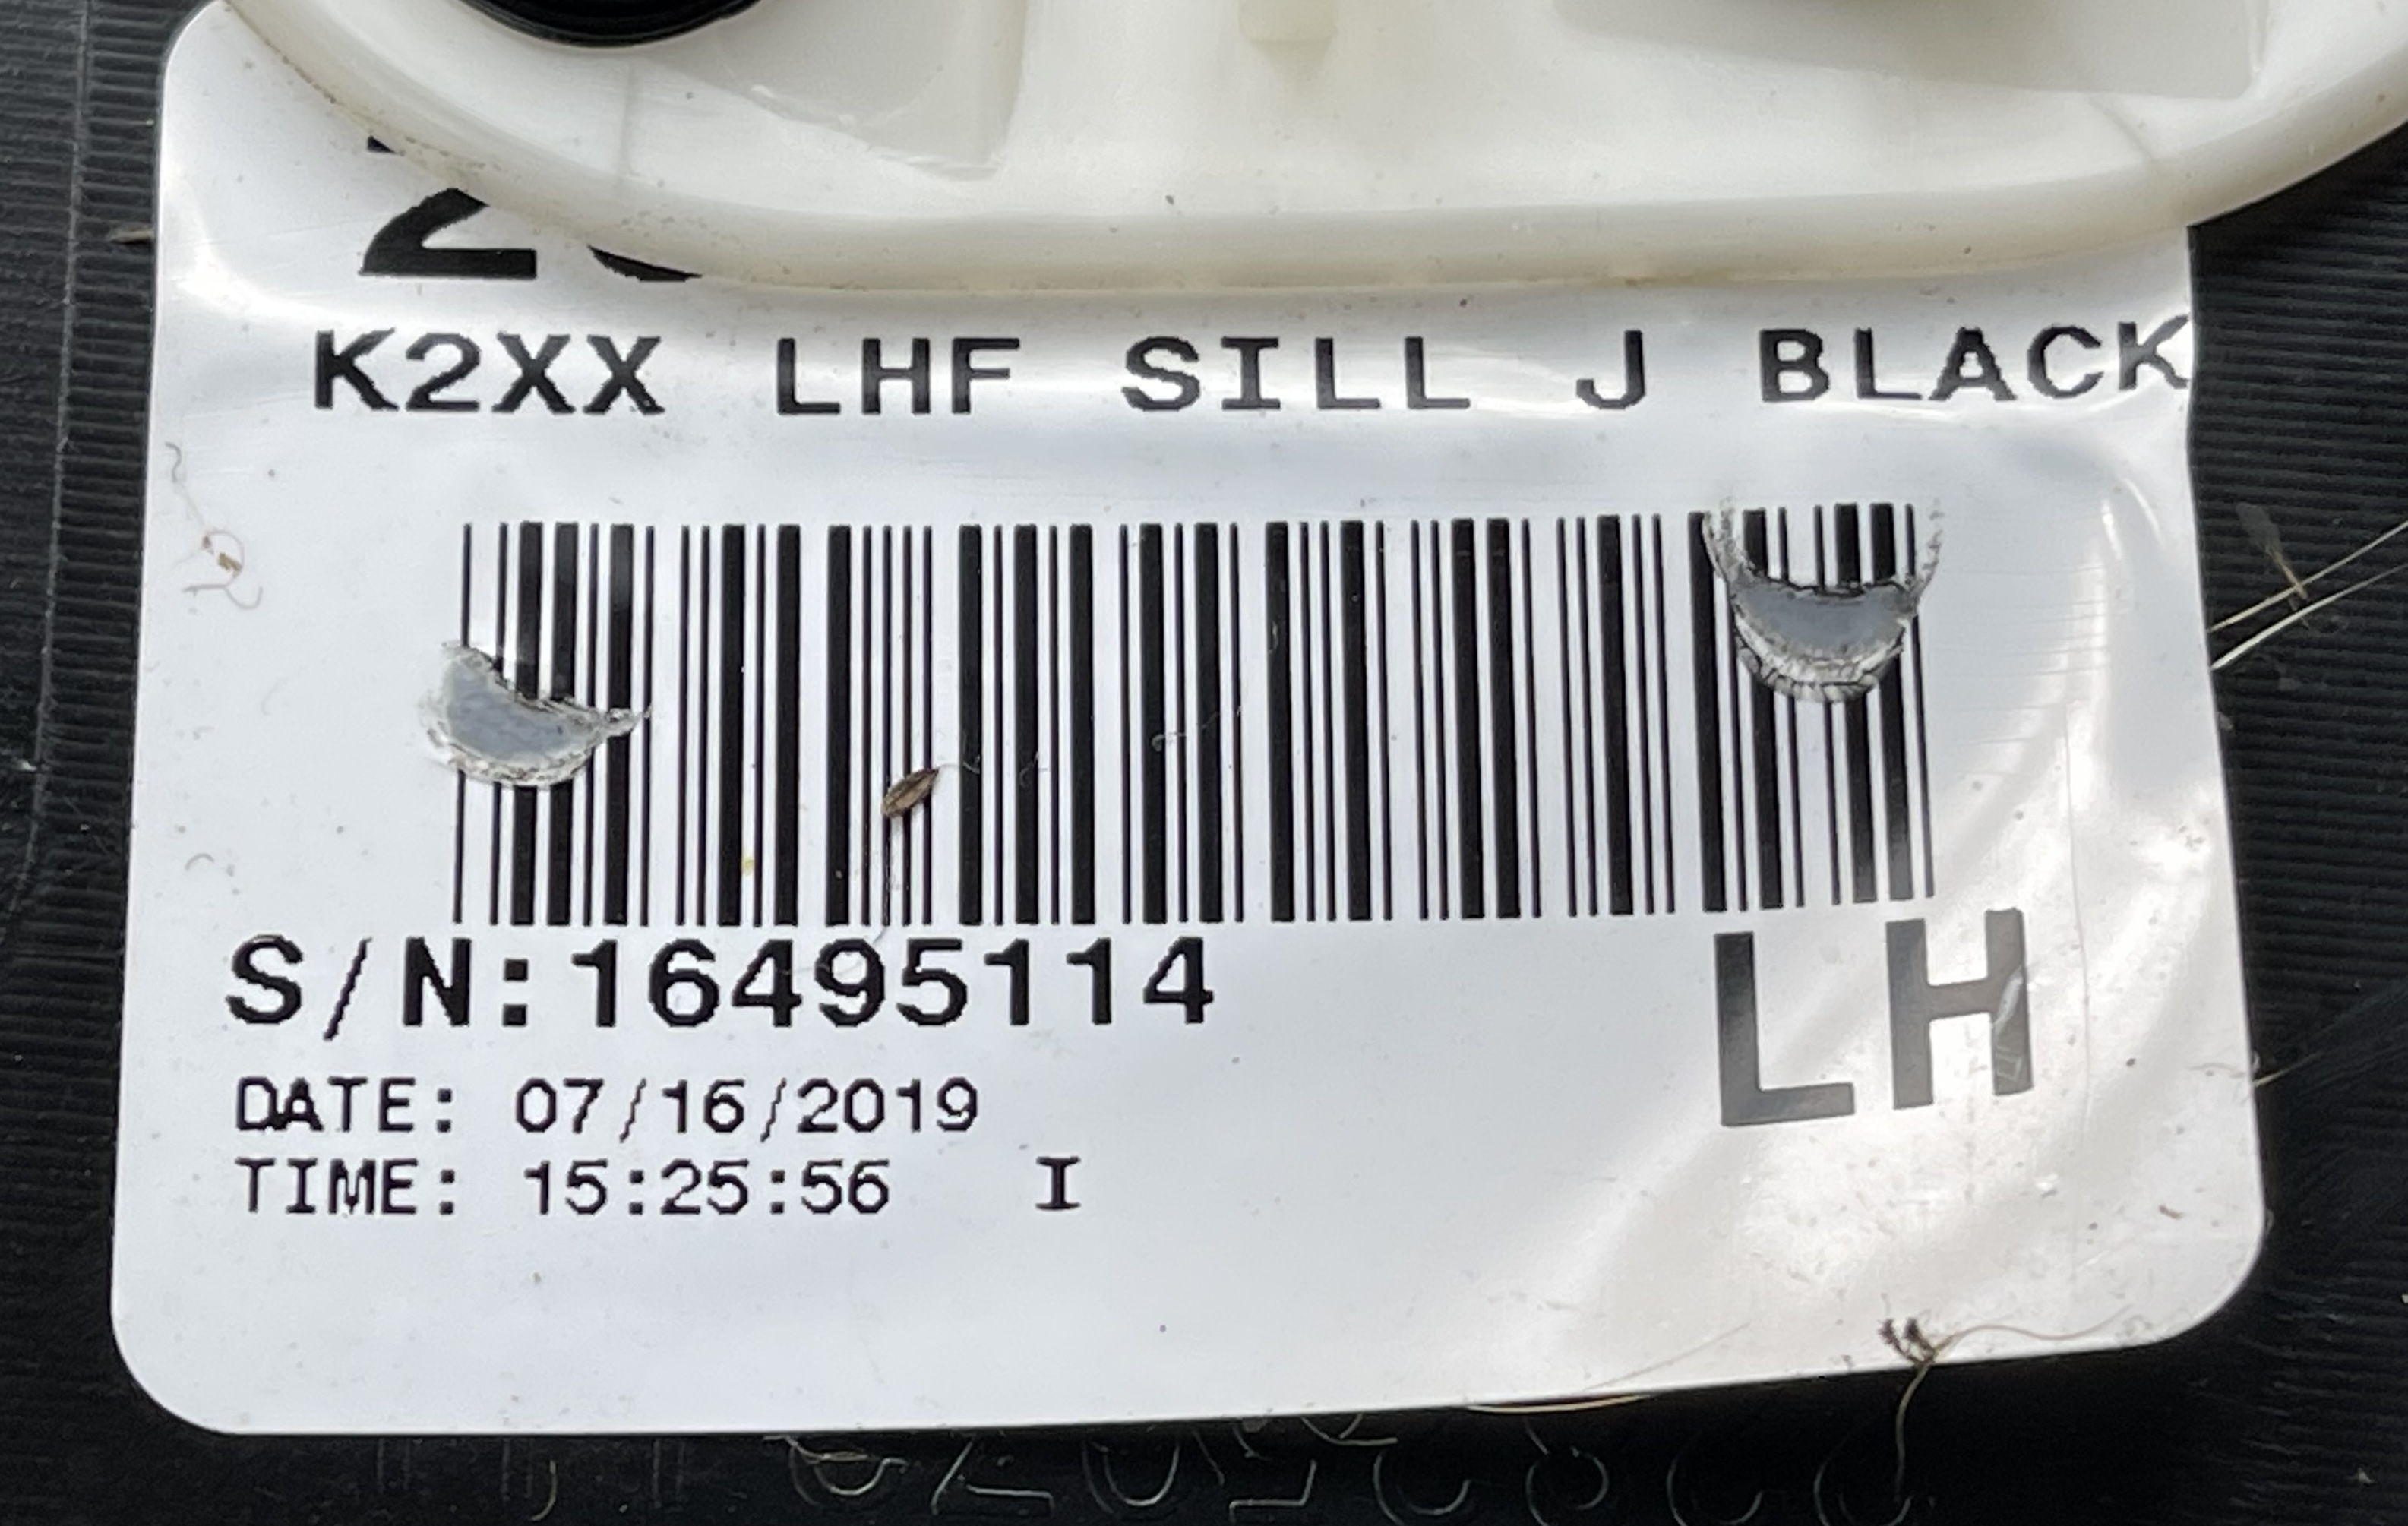 K2XX LHF SILL J BLACK
S/N:16495114
LH
DATE: 07/16/2019
TIME: 15:25:56 I